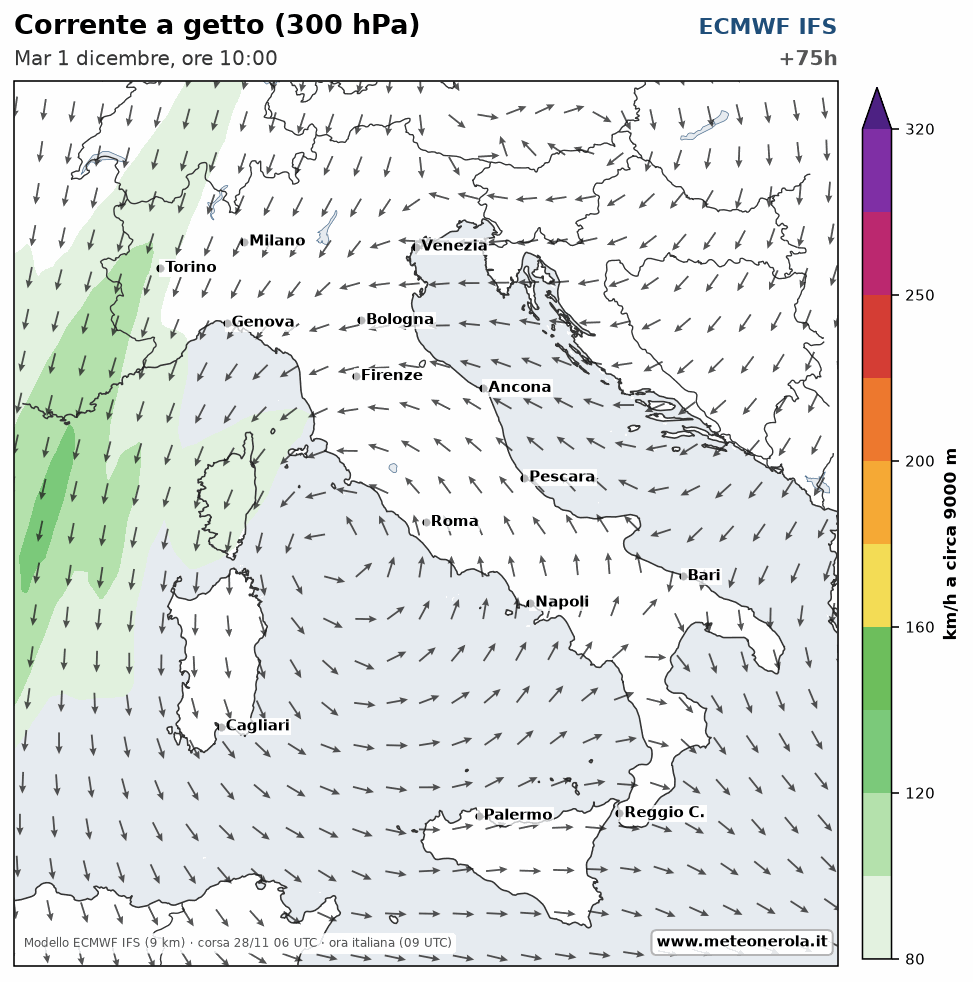 Corrente a getto (300 hPa)
ECMWF IFS
Mar 1 dicembre, ore 10:00
+75h
Milano
Venezia
Torino
Genova
Bologna
Firenze
Ancona
Pescara
Roma
Bari
Napoli
Cagliari
Palermo
Reggio C.
320
250
200
160
120
80
km/h a circa 9000 m
Modello ECMWF IFS (9 km) · corsa 28/11 06 UTC · ora italiana (09 UTC)
www.meteonerola.it